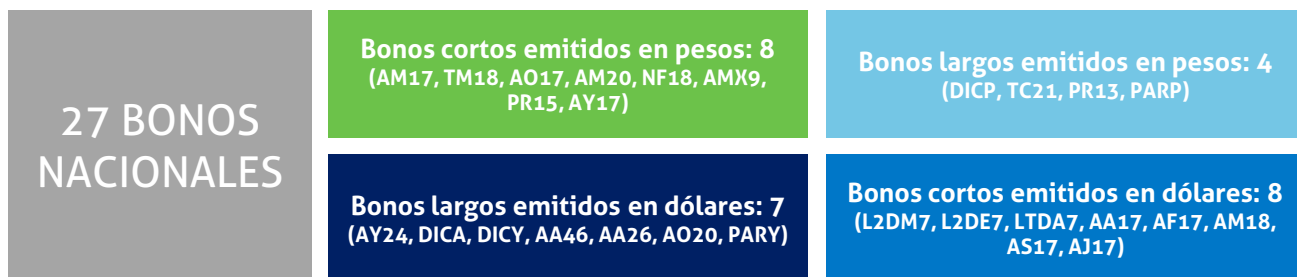 27 BONOS
NACIONALES
Bonos cortos emitidos en pesos: 8
(AM17, TM18, AO17, AM20, NF18, AMX9,
PR15, AY17)
Bonos largos emitidos en pesos: 4
(DICP, TC21, PR13, PARP)
Bonos largos emitidos en dólares: 7
(AY24, DICA, DICY, AA46, AA26, AO20, PARY)
Bonos cortos emitidos en dólares: 8
(L2DM7, L2DE7, LTDA7, AA17, AF17, AM18,
AS17, AJ17)